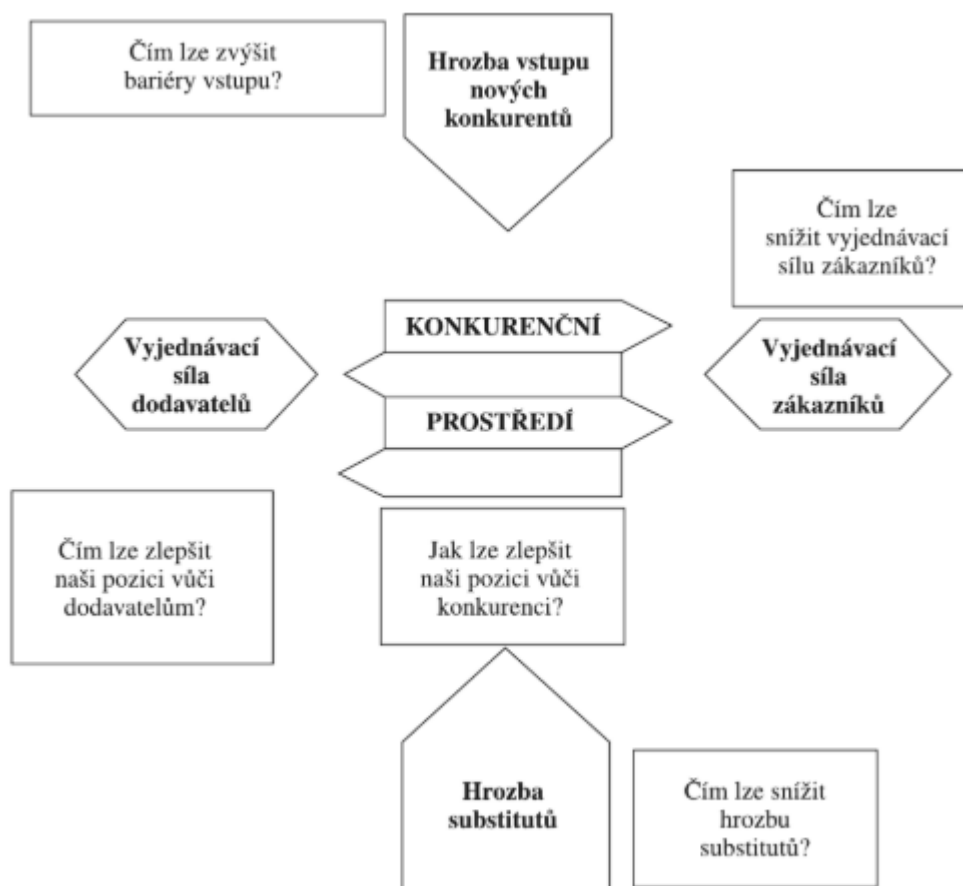 Čím lze zvýšit
bariéry vstupu?
Hrozba vstupu
nových
konkurentů
Čím lze
snížit vyjednávací
sílu zákazníků?
Vyjednávací
síla
dodavatelů
KONKURENČNÍ
PROSTŘEDÍ
Vyjednávací
síla
zákazníků
Čím lze zlepšit
naši pozici vůči
dodavatelům?
Jak lze zlepšit
naši pozici vůči
konkurenci?
Hrozba
substitutů
Čím lze snížit
hrozbu
substitutů?